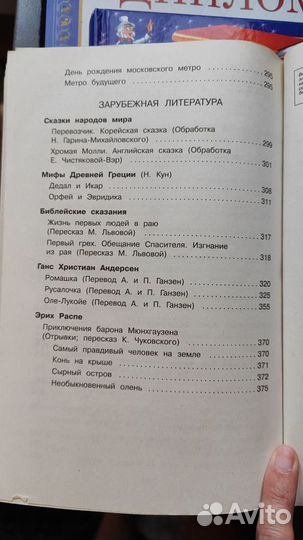 ДИПЛОМ
День рождения московского метро 295
Метро будущего 295
ЗАРУБЕЖНАЯ ЛИТЕРАТУРА
Сказки народов мира
Перевозчик. Корейская сказка (Обработка
Н. Гарина-Михайловского) 299
Хромая Молли. Английская сказка (Обработка
Е. Чистяковой-Вэр) 301
Мифы Древней Греции (Н. Кун)
Дедал и Икар 308
Орфей и Эвридика 311
Библейские сказания
Жизнь первых людей в раю
(Пересказ М. Львовой) 317
Первый грех. Обещание Спасителя. Изгнание
из рая (Пересказ М. Львовой) 318
Ганс Христиан Андерсен
Ромашка (Перевод А. и П. Ганзен) 320
Русалочка (Перевод А. и П. Ганзен) 325
Оле-Лукойе (Перевод А. и П. Ганзен) 355
Эрих Распе
Приключения барона Мюнхгаузена
(Отрывки; пересказ К. Чуковского) 370
Самый правдивый человек на земле 370
Конь на крыше 371
Сырный остров 372
Необыкновенный олень 375
Avito